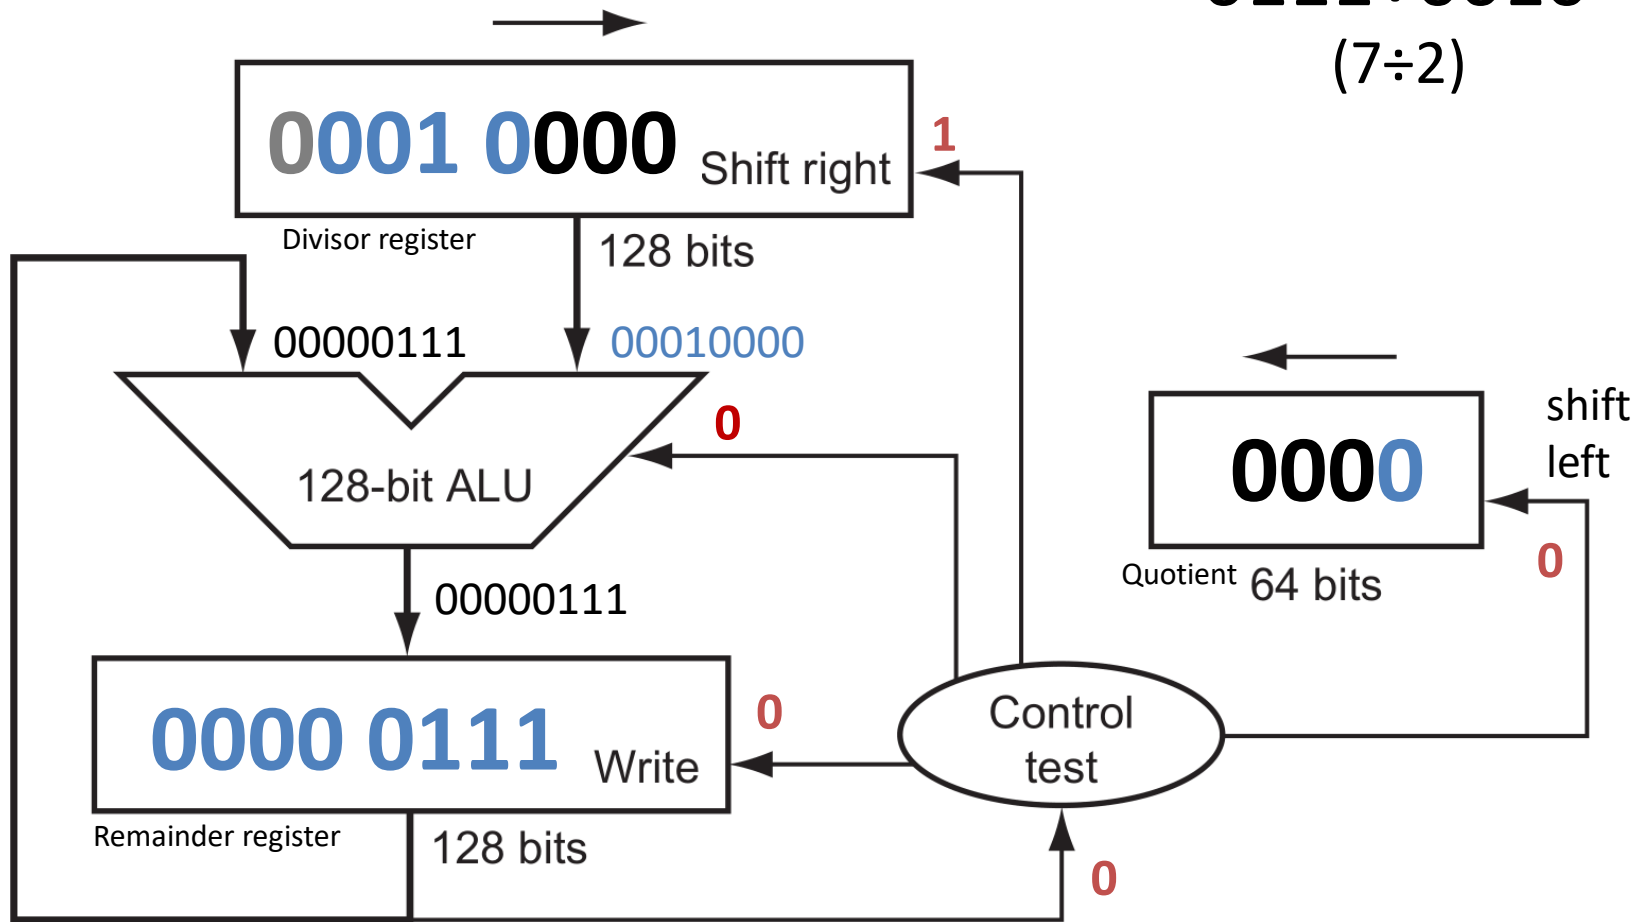 (7÷2)
0001 0000 Shift right
1
Divisor register
128 bits
00000111
00010000
0
128-bit ALU
shift
left
0000
0
Quotient 64 bits
00000111
0000 0111 Write
0
Control
test
Remainder register
128 bits
0